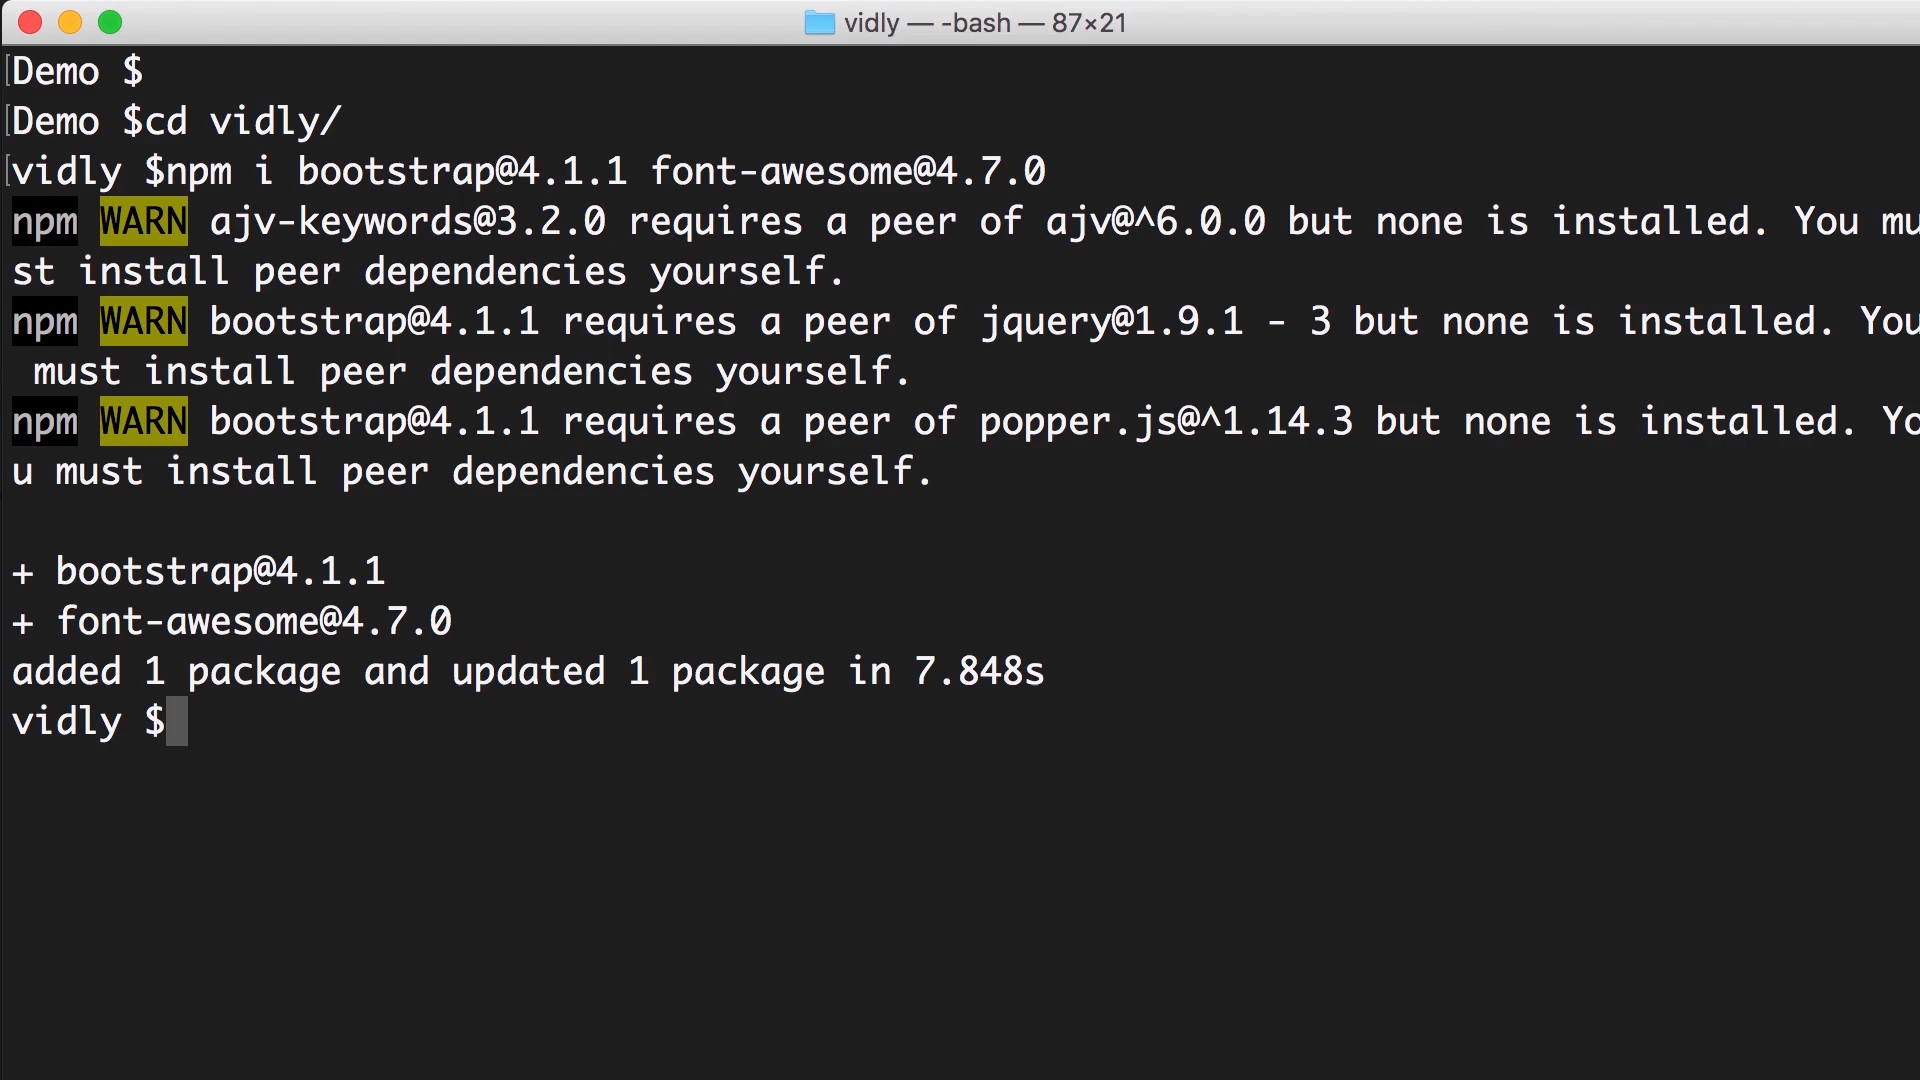 vidly — -bash — 87×21
Demo $
Demo $cd vidly/
vidly $npm i bootstrap@4.1.1 font-awesome@4.7.0
npm WARN ajv-keywords@3.2.0 requires a peer of ajv@^6.0.0 but none is installed. You mu
st install peer dependencies yourself.
npm WARN bootstrap@4.1.1 requires a peer of jquery@1.9.1 - 3 but none is installed. You
 must install peer dependencies yourself.
npm WARN bootstrap@4.1.1 requires a peer of popper.js@^1.14.3 but none is installed. Yo
u must install peer dependencies yourself.
+ bootstrap@4.1.1
+ font-awesome@4.7.0
added 1 package and updated 1 package in 7.848s
vidly $